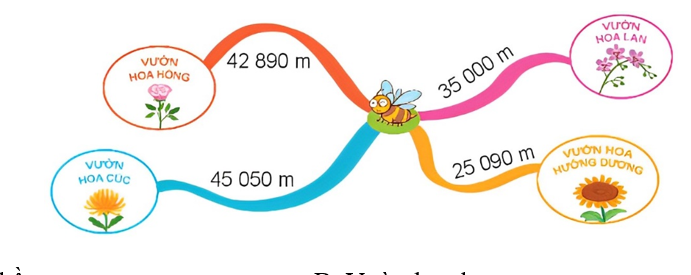 VƯỜN
HOA HỒNG
42 890 m
35 000 m
VƯỜN
HOA LAN
VƯỜN
HOA CÚC
45 050 m
25 090 m
VƯỜN HOA
HƯỚNG DƯƠNG